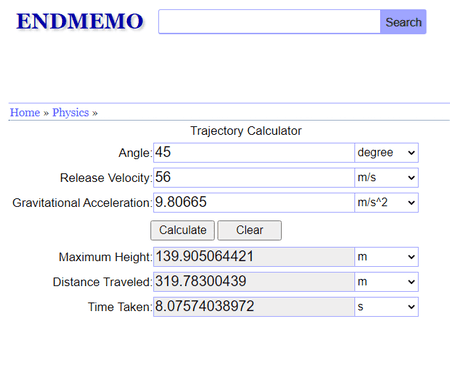 ENDMEMO Search
Home » Physics »
Trajectory Calculator
Angle: 45 degree
Release Velocity: 56 m/s
Gravitational Acceleration: 9.80665 m/s^2
Calculate Clear
Maximum Height: 139.905064421 m
Distance Traveled: 319.78300439 m
Time Taken: 8.07574038972 s